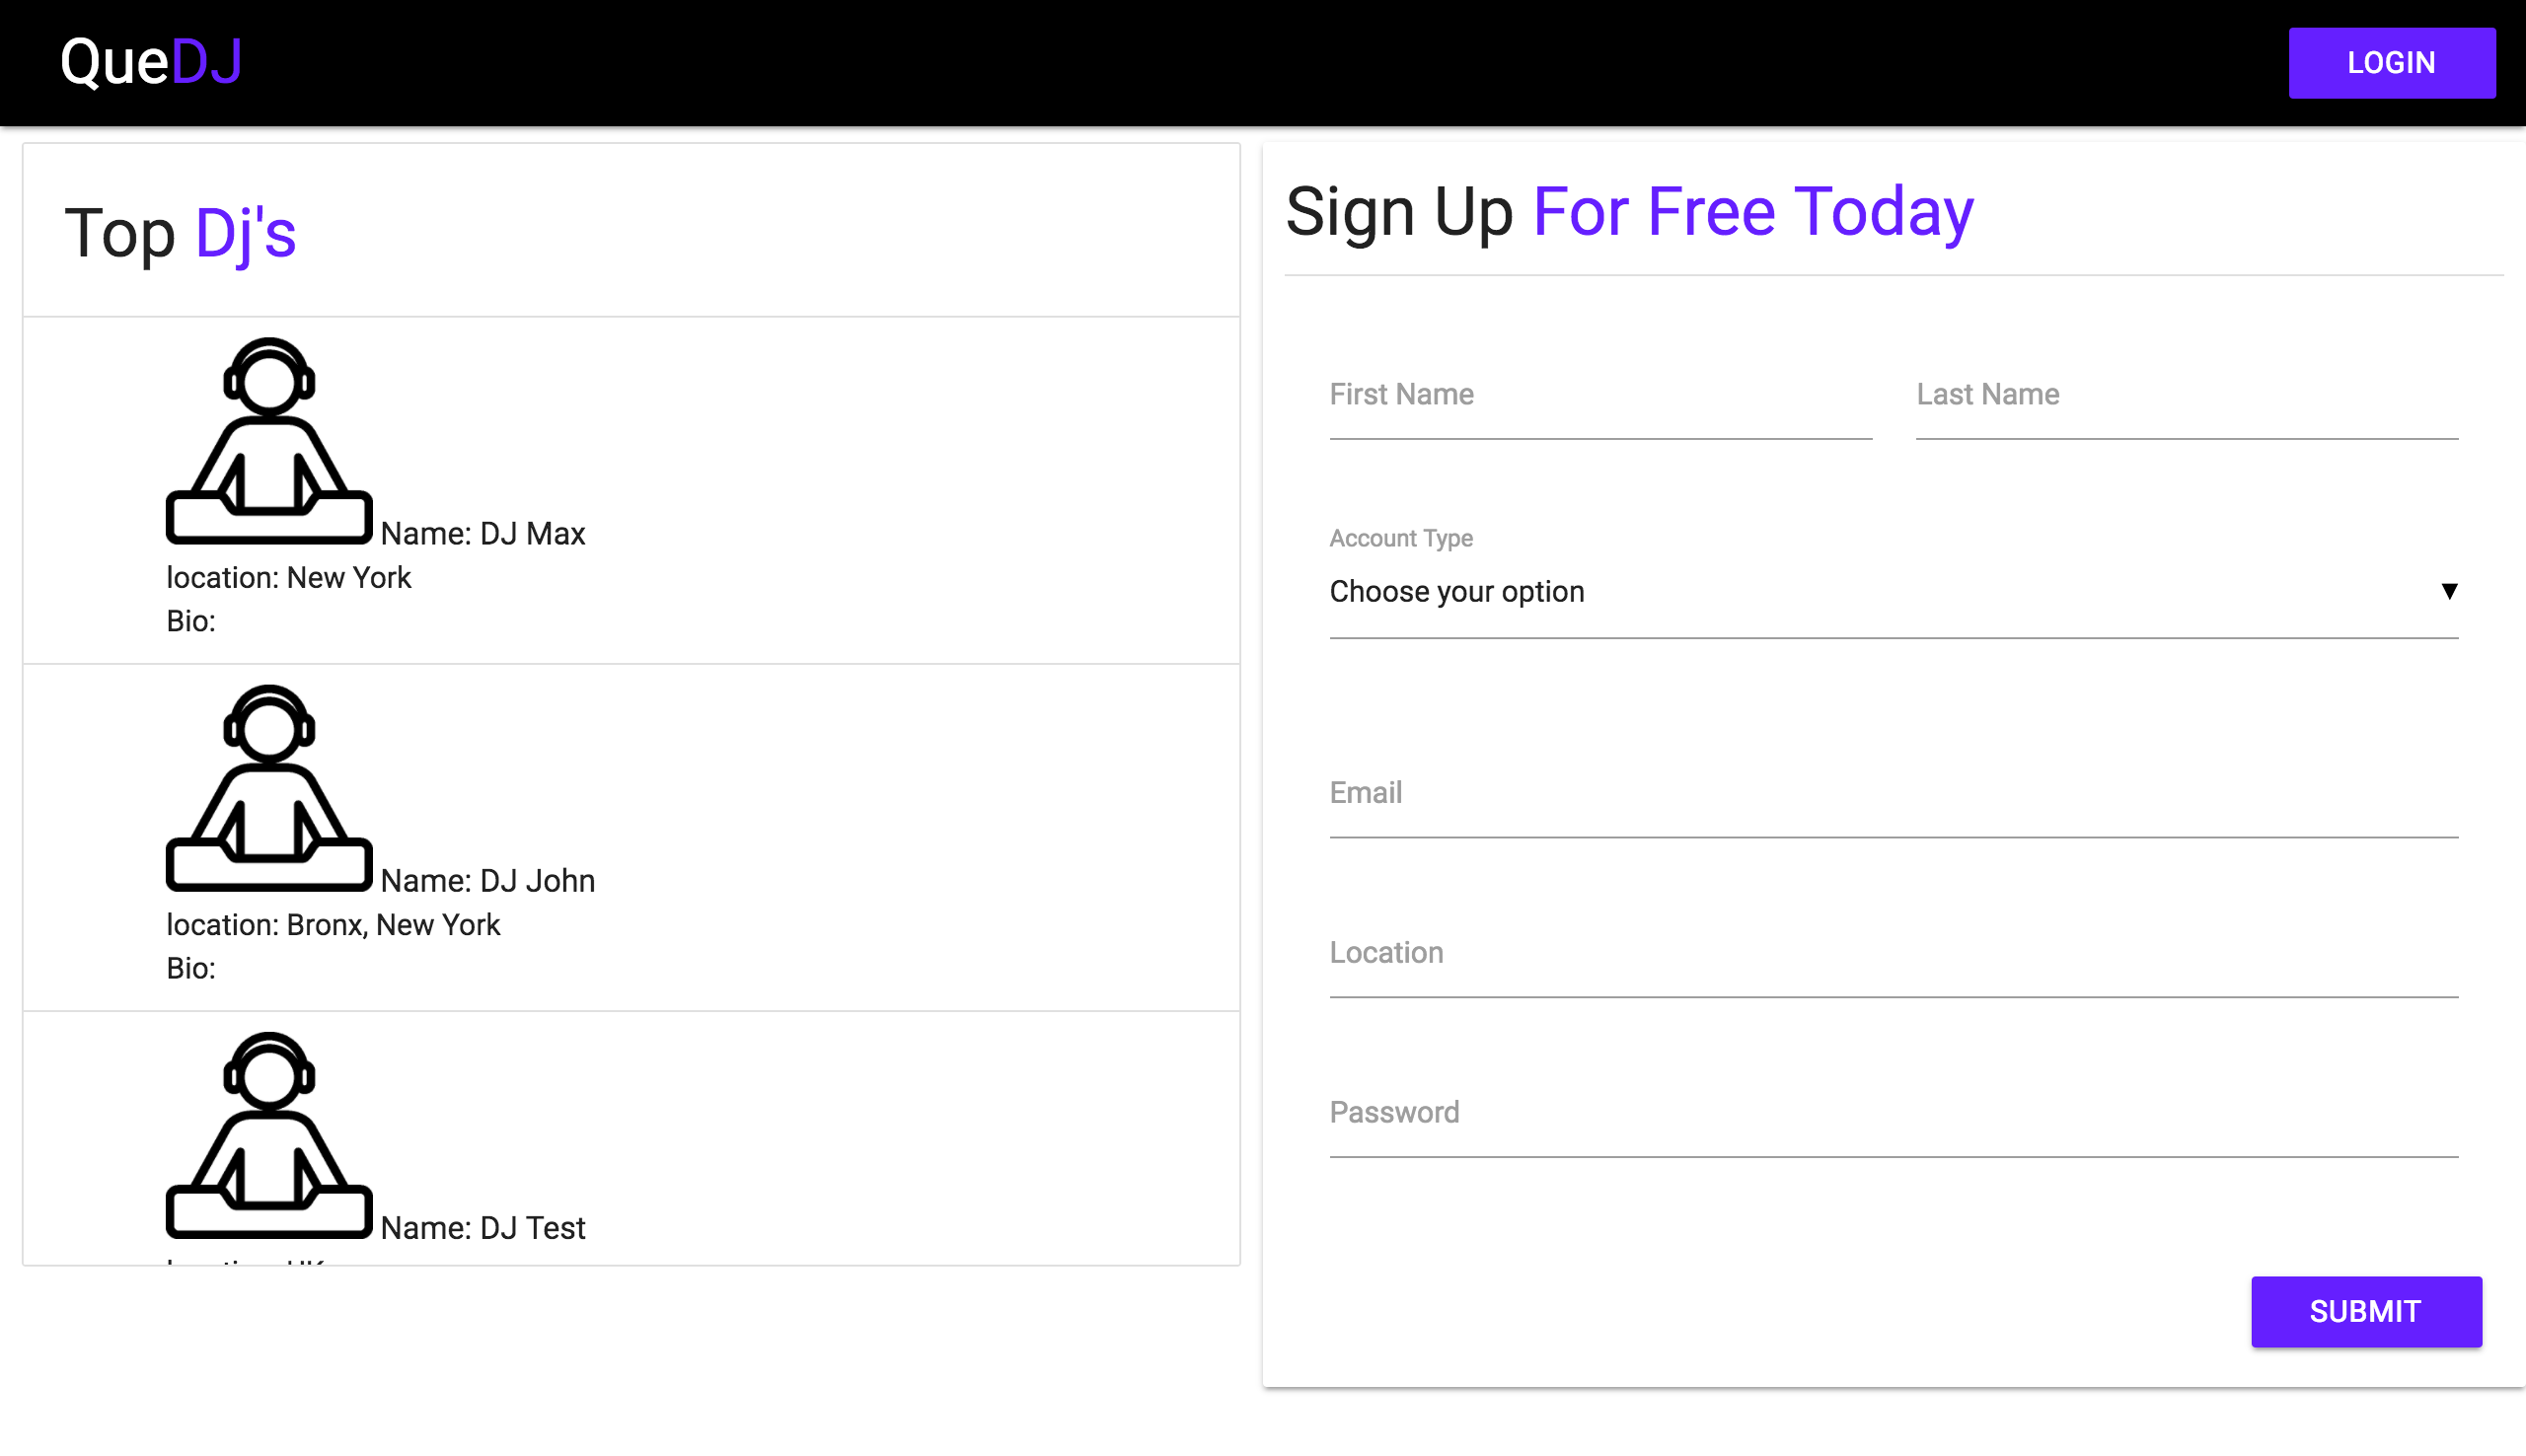 QueDJ
LOGIN
Top Dj's
Name: DJ Max
location: New York
Bio:
Name: DJ John
location: Bronx, New York
Bio:
Name: DJ Test
location: UK
Sign Up For Free Today
First Name
Last Name
Account Type
Choose your option
Email
Location
Password
SUBMIT